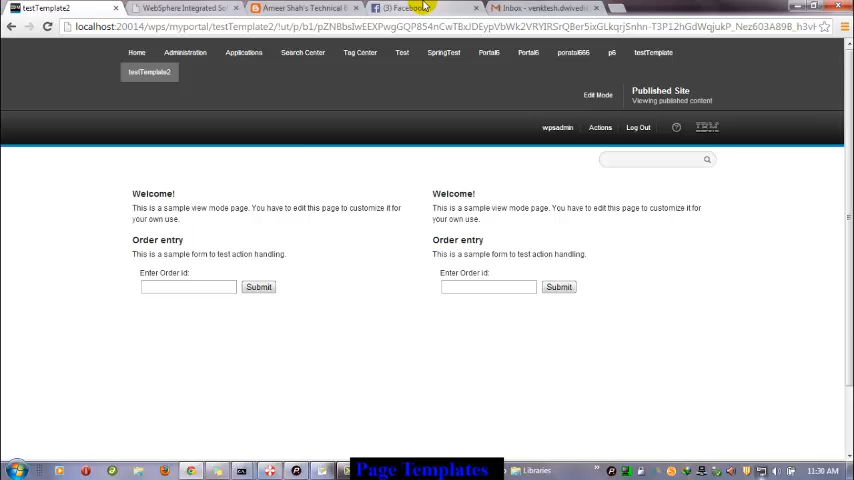 testTemplate2
WebSphere Integrated So
Ameer Shah's Technical
(3) Facebook
Inbox - venktesh.dwivedi
localhost:20014/wps/myportal/testTemplate2/!ut/p/b1/
Home Administration Applications Search Center Tag Center Test SpringTest Portal6 Portal6 poratal666 p6 testTemplate
testTemplate2
Edit Mode
Published Site
Viewing published content
wpsadmin Actions Log Out ? IBM
Welcome!
This is a sample view mode page. You have to edit this page to customize it for
your own use.
Order entry
This is a sample form to test action handling.
Enter Order id:
Submit
Welcome!
This is a sample view mode page. You have to edit this page to customize it for
your own use.
Order entry
This is a sample form to test action handling.
Enter Order id:
Submit
Page Templates
Libraries
11:30 AM